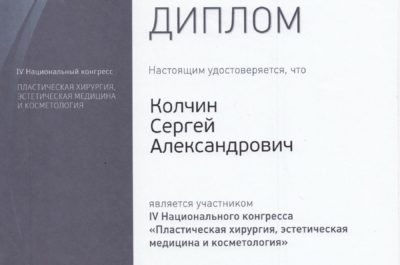 ДИПЛОМ
IV Национальный конгресс
ПЛАСТИЧЕСКАЯ ХИРУРГИЯ,
ЭСТЕТИЧЕСКАЯ МЕДИЦИНА
И КОСМЕТОЛОГИЯ
Настоящим удостоверяется, что
Колчин
Сергей
Александрович
является участником
IV Национального конгресса
«Пластическая хирургия, эстетическая
медицина и косметология»